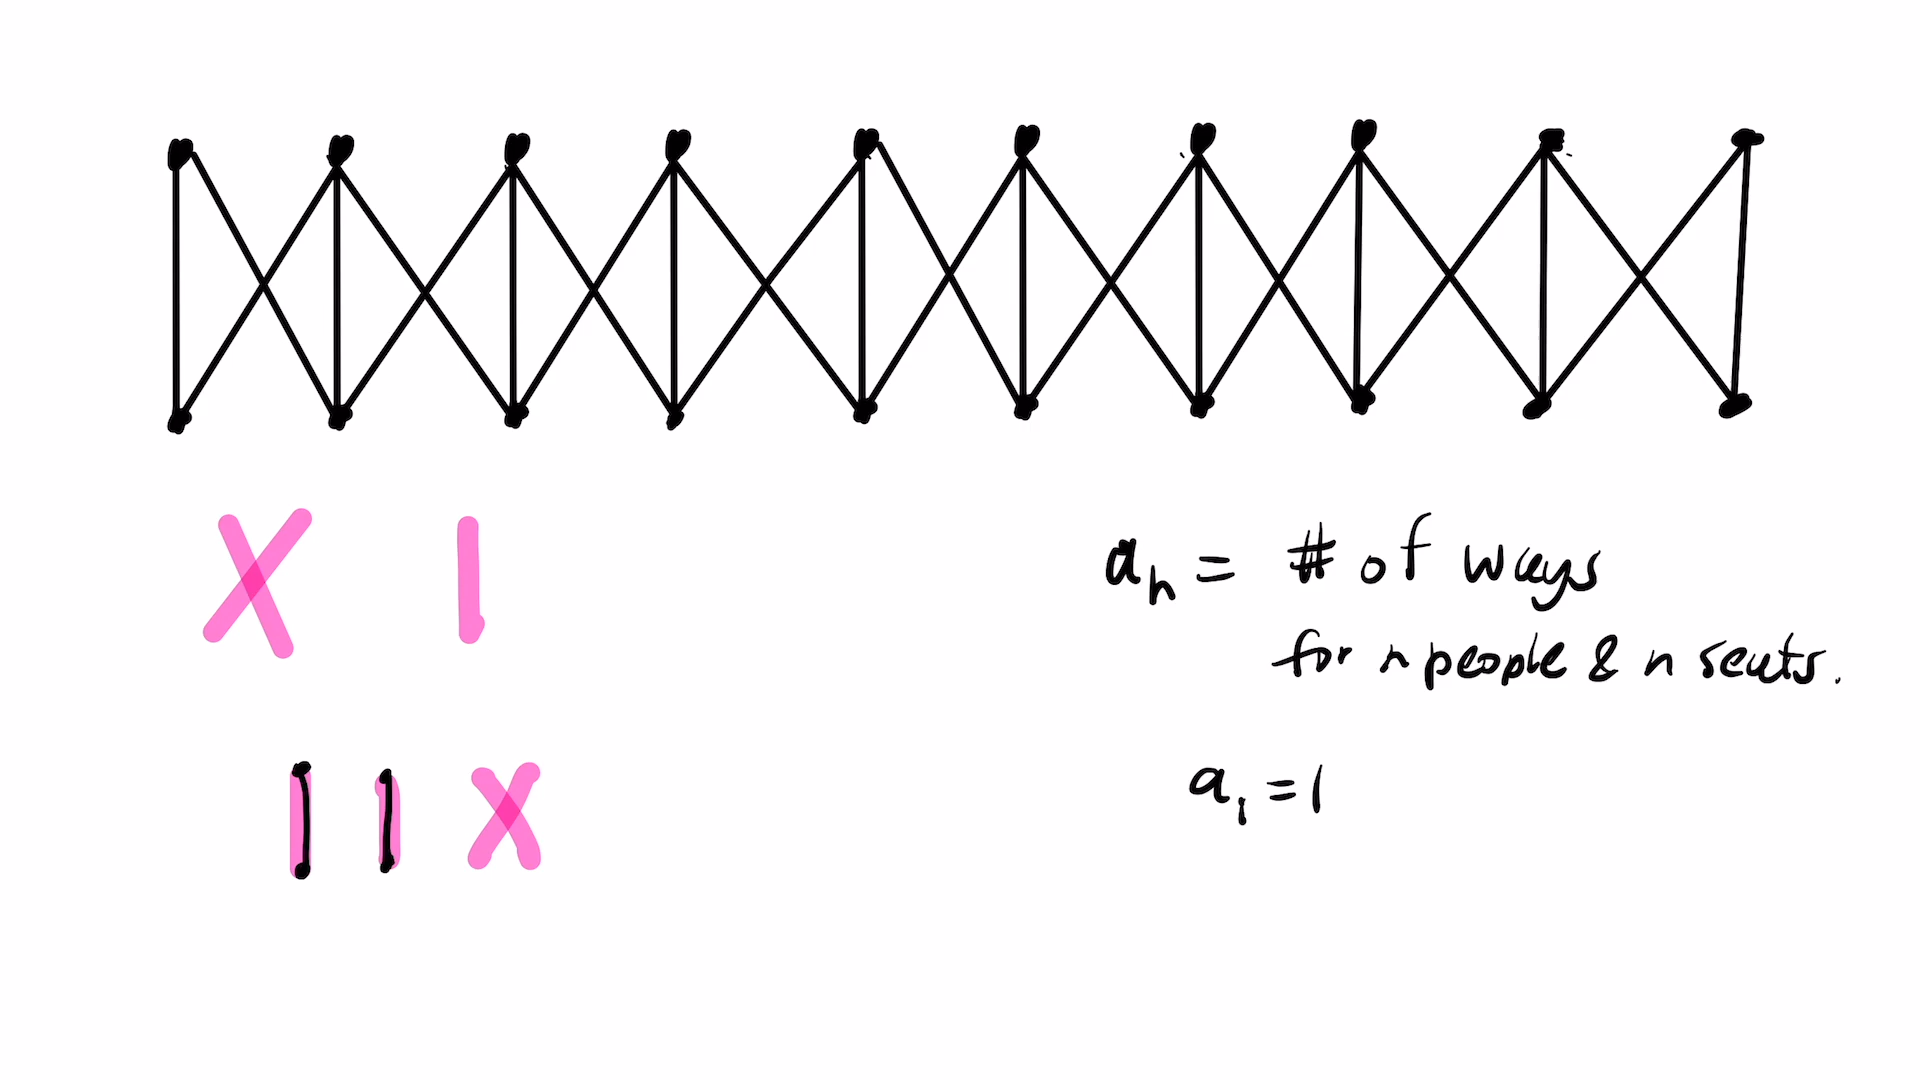 X I
I I X
aₙ = # of ways
for n people & n seats.
a₁ = 1